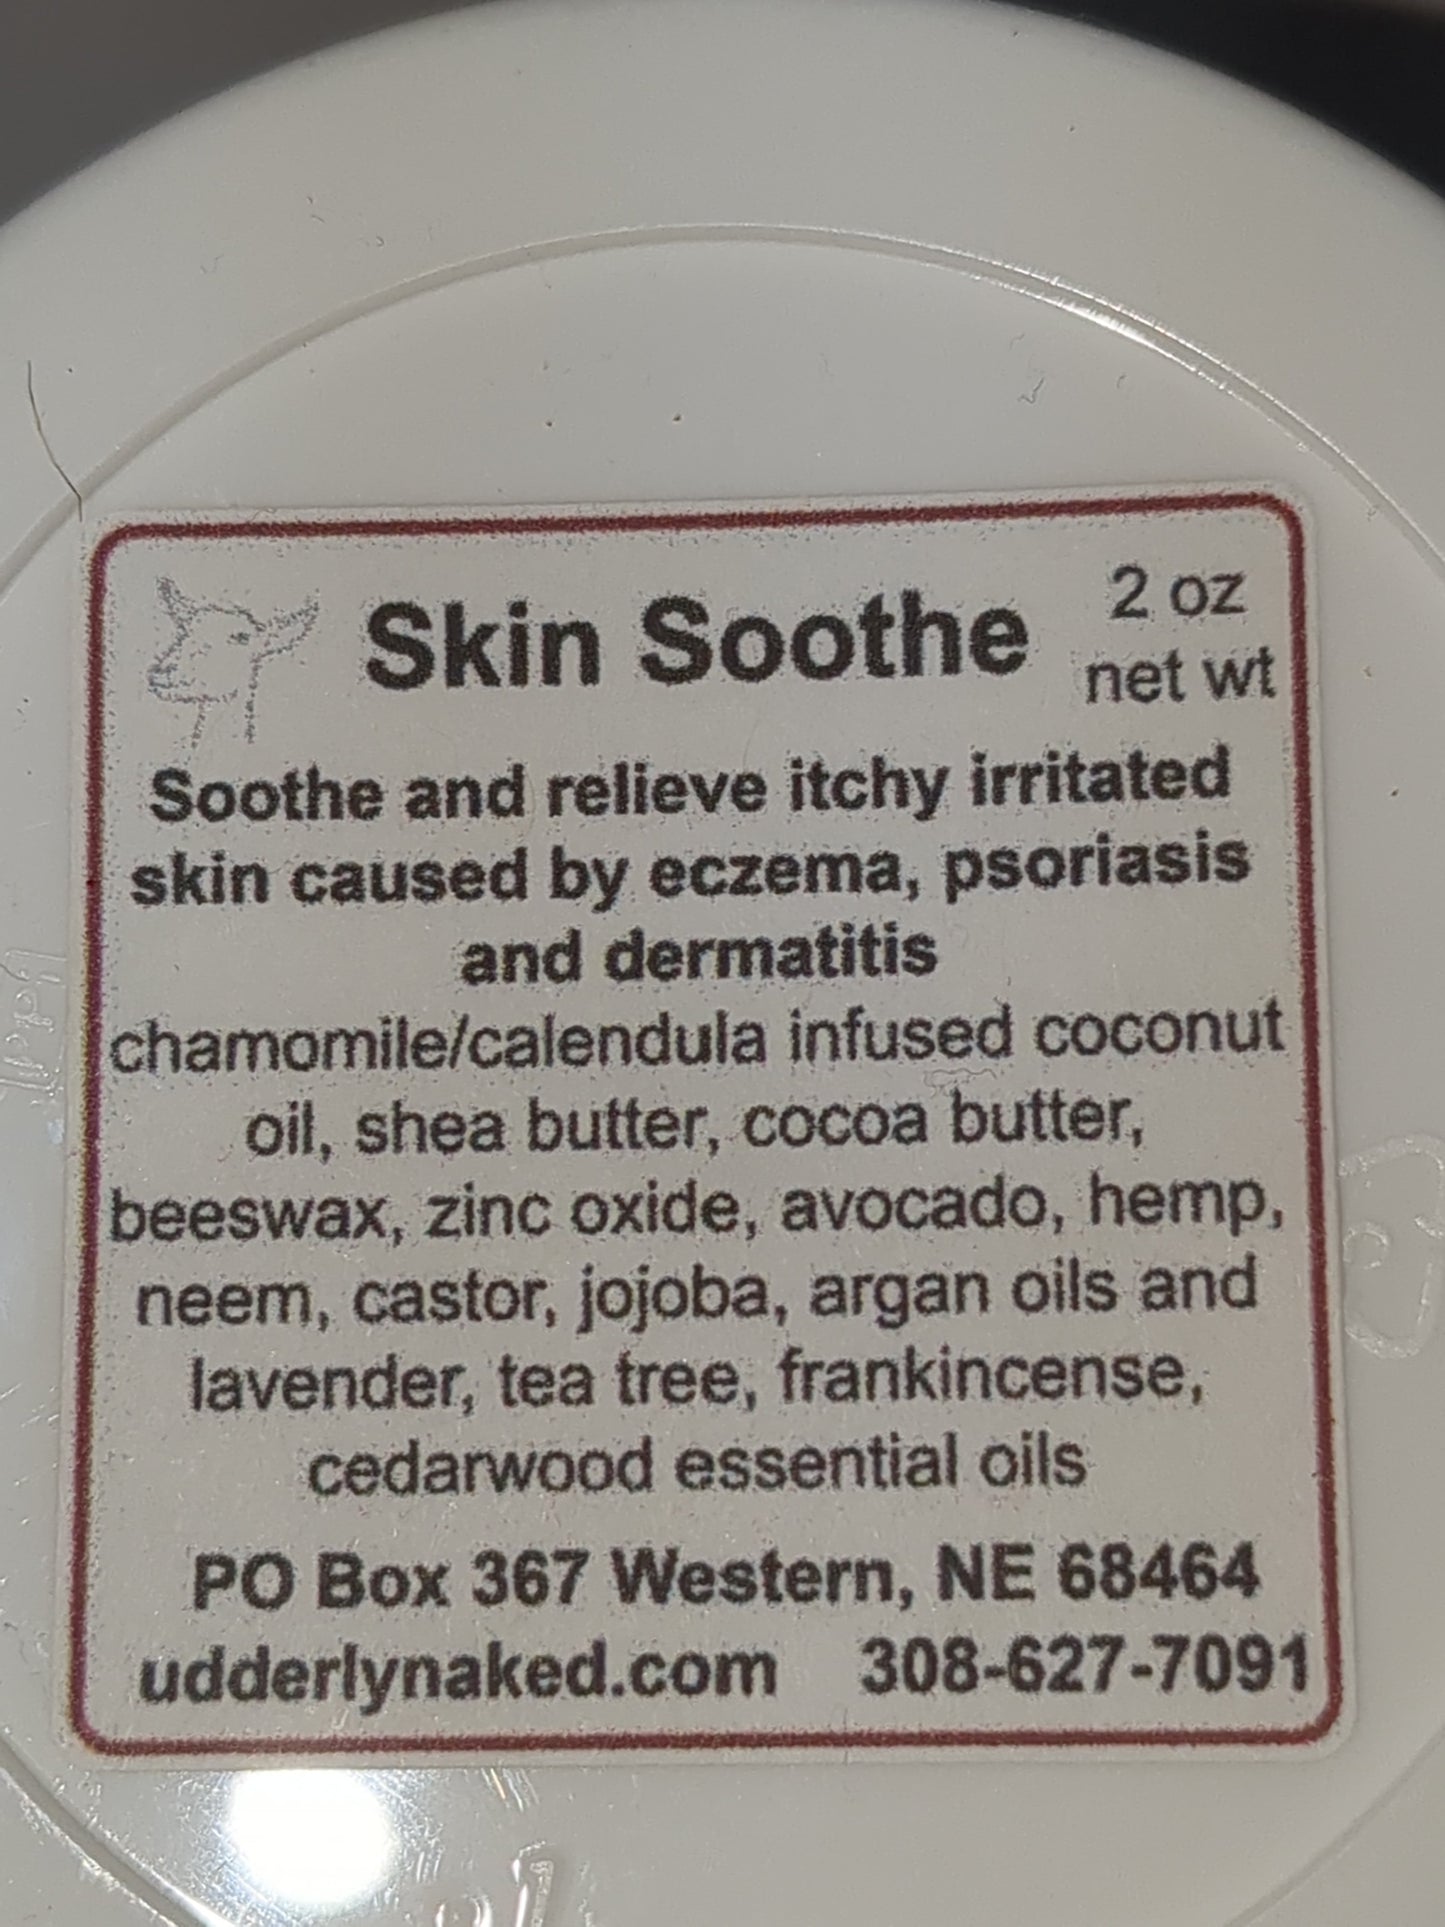 Skin Soothe
2 oz
net wt
Soothe and relieve itchy irritated
skin caused by eczema, psoriasis
and dermatitis
chamomile/calendula infused coconut
oil, shea butter, cocoa butter,
beeswax, zinc oxide, avocado, hemp,
neem, castor, jojoba, argan oils and
lavender, tea tree, frankincense,
cedarwood essential oils
PO Box 367 Western, NE 68464
udderlynaked.com 308-627-7091